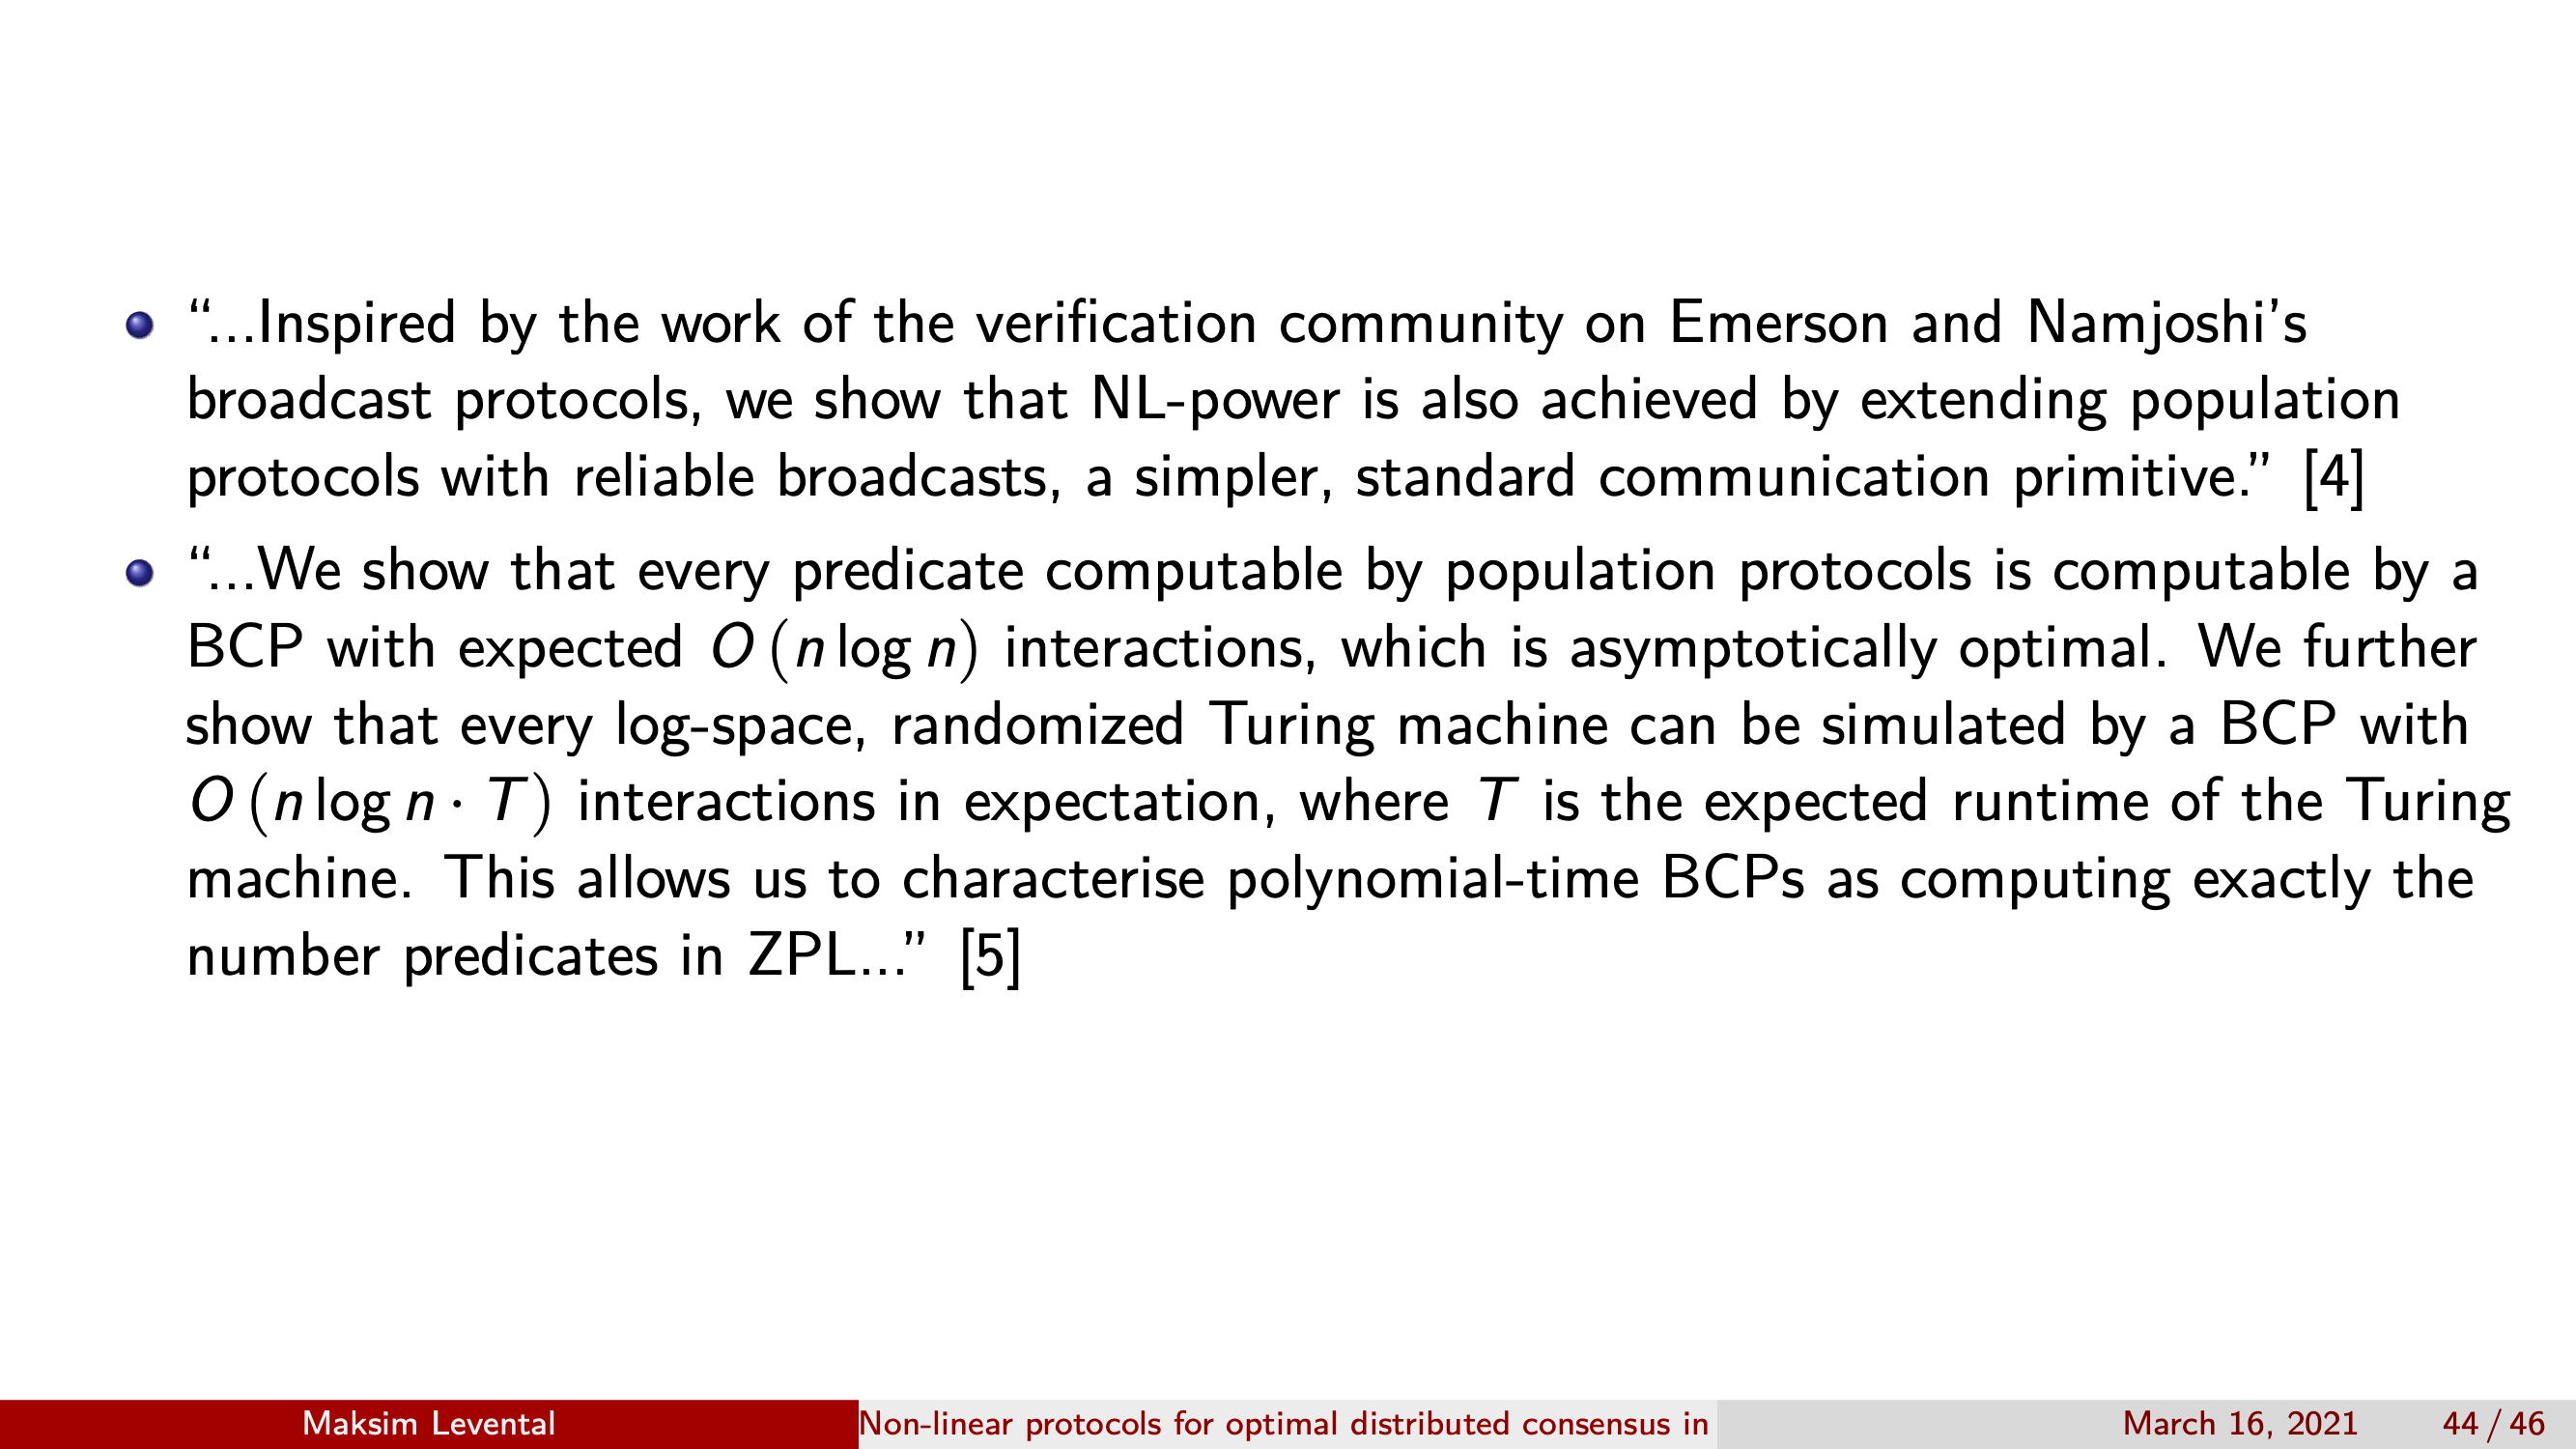 “...Inspired by the work of the verification community on Emerson and Namjoshi’s
broadcast protocols, we show that NL-power is also achieved by extending population
protocols with reliable broadcasts, a simpler, standard communication primitive.” [4]
“...We show that every predicate computable by population protocols is computable by a
BCP with expected O (n log n) interactions, which is asymptotically optimal. We further
show that every log-space, randomized Turing machine can be simulated by a BCP with
O (n log n · T) interactions in expectation, where T is the expected runtime of the Turing
machine. This allows us to characterise polynomial-time BCPs as computing exactly the
number predicates in ZPL...” [5]
Maksim Levental Non-linear protocols for optimal distributed consensus in March 16, 2021 44 / 46